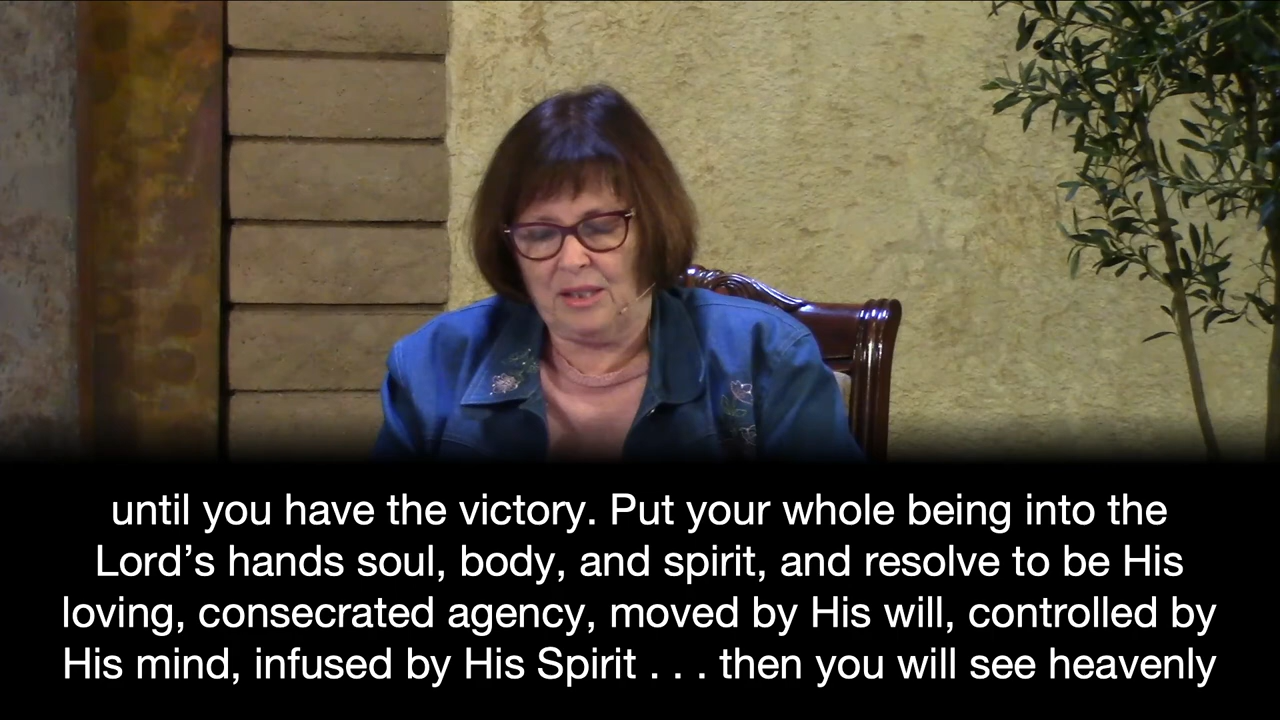 until you have the victory. Put your whole being into the
Lord’s hands soul, body, and spirit, and resolve to be His
loving, consecrated agency, moved by His will, controlled by
His mind, infused by His Spirit . . . then you will see heavenly